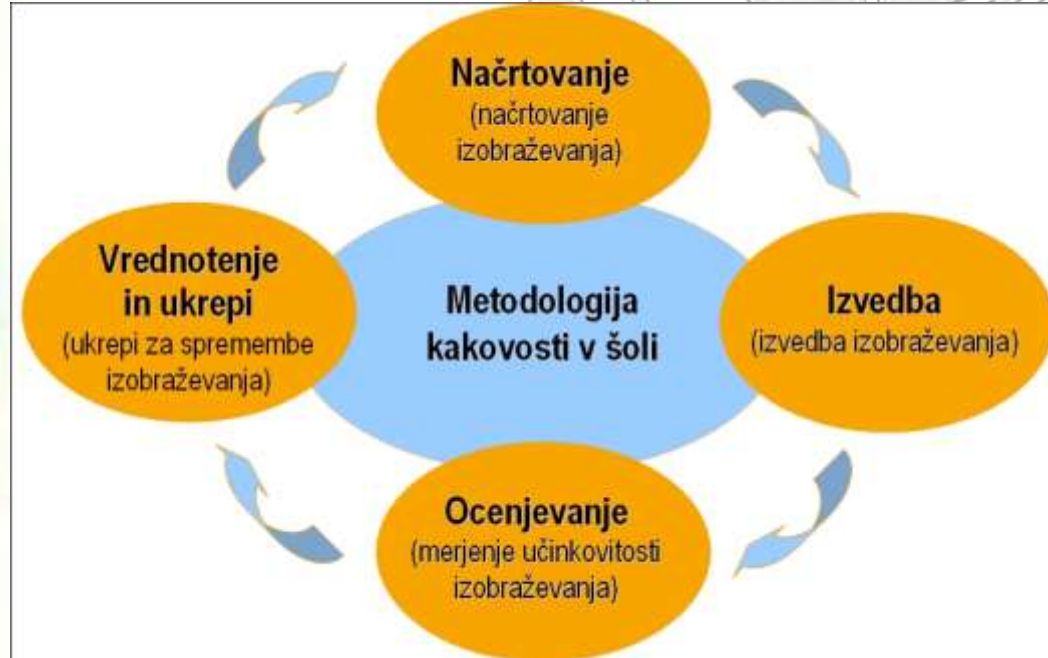 Načrtovanje
(načrtovanje
izobraževanja)
Vrednotenje
in ukrepi
(ukrepi za spremembe
izobraževanja)
Metodologija
kakovosti v šoli
Izvedba
(izvedba izobraževanja)
Ocenjevanje
(merjenje učinkovitosti
izobraževanja)